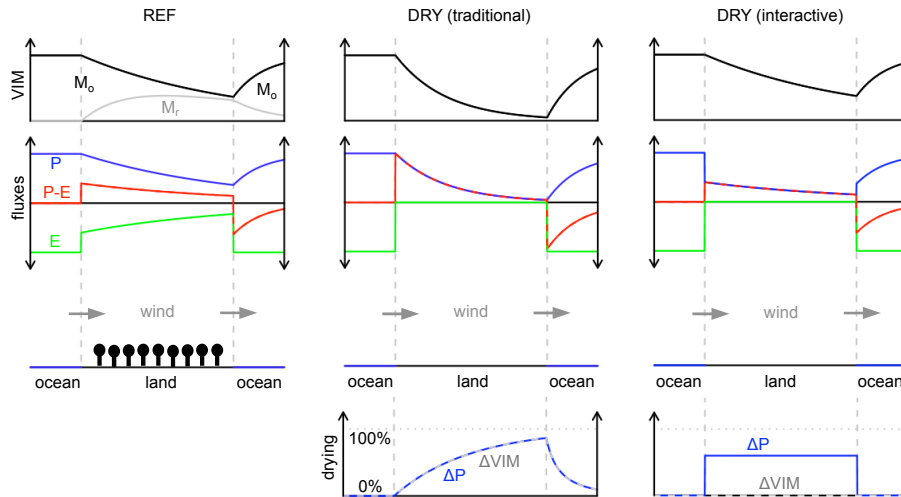 REF
DRY (traditional)
DRY (interactive)
VIM
Mo
Mr
Mo
fluxes
P
P-E
E
wind
wind
wind
ocean
land
ocean
ocean
land
ocean
ocean
land
ocean
drying
100%
0%
ΔP
ΔVIM
ΔP
ΔVIM